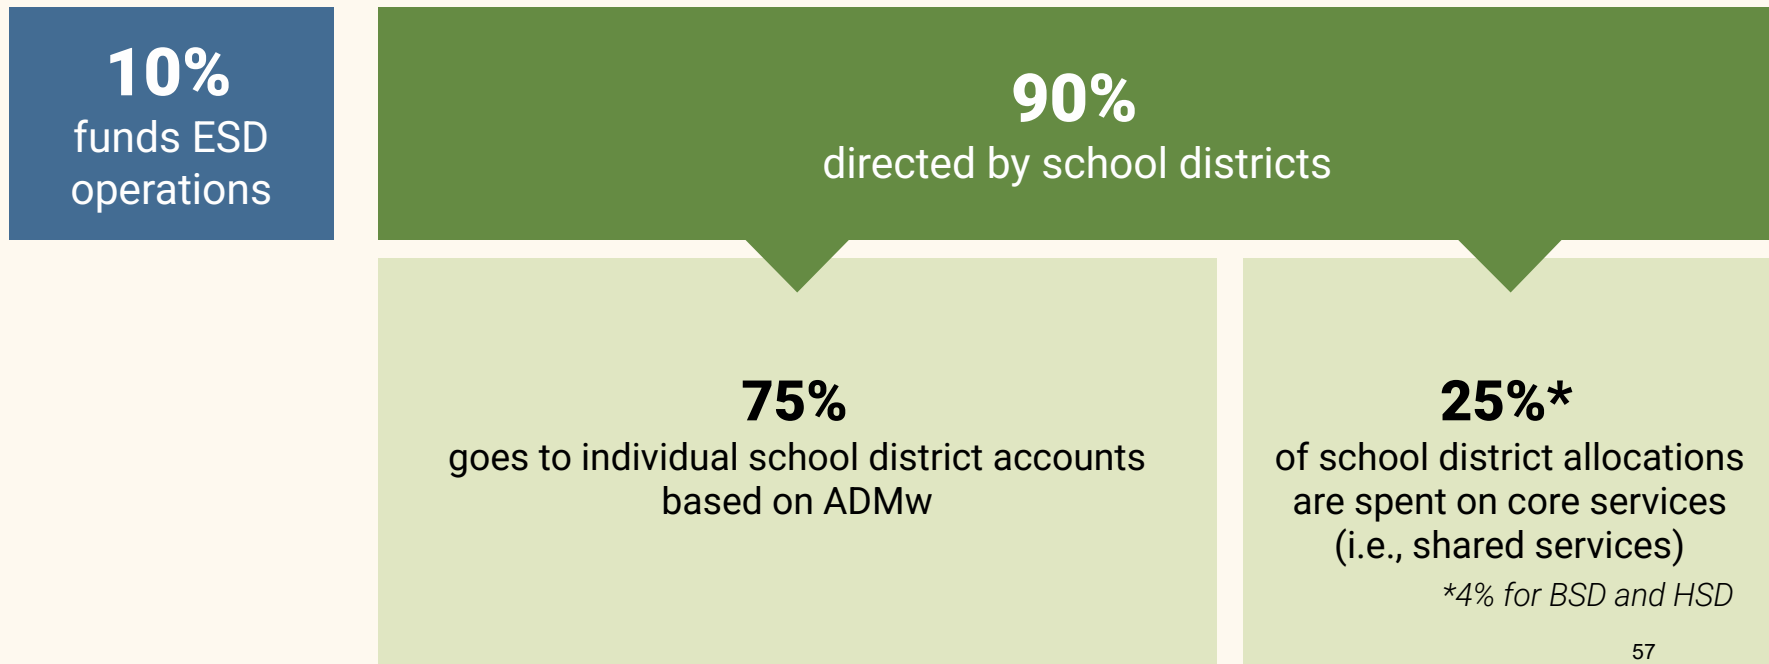 10%
funds ESD
operations
90%
directed by school districts
75%
goes to individual school district accounts
based on ADMw
25%*
of school district allocations
are spent on core services
(i.e., shared services)
*4% for BSD and HSD
57